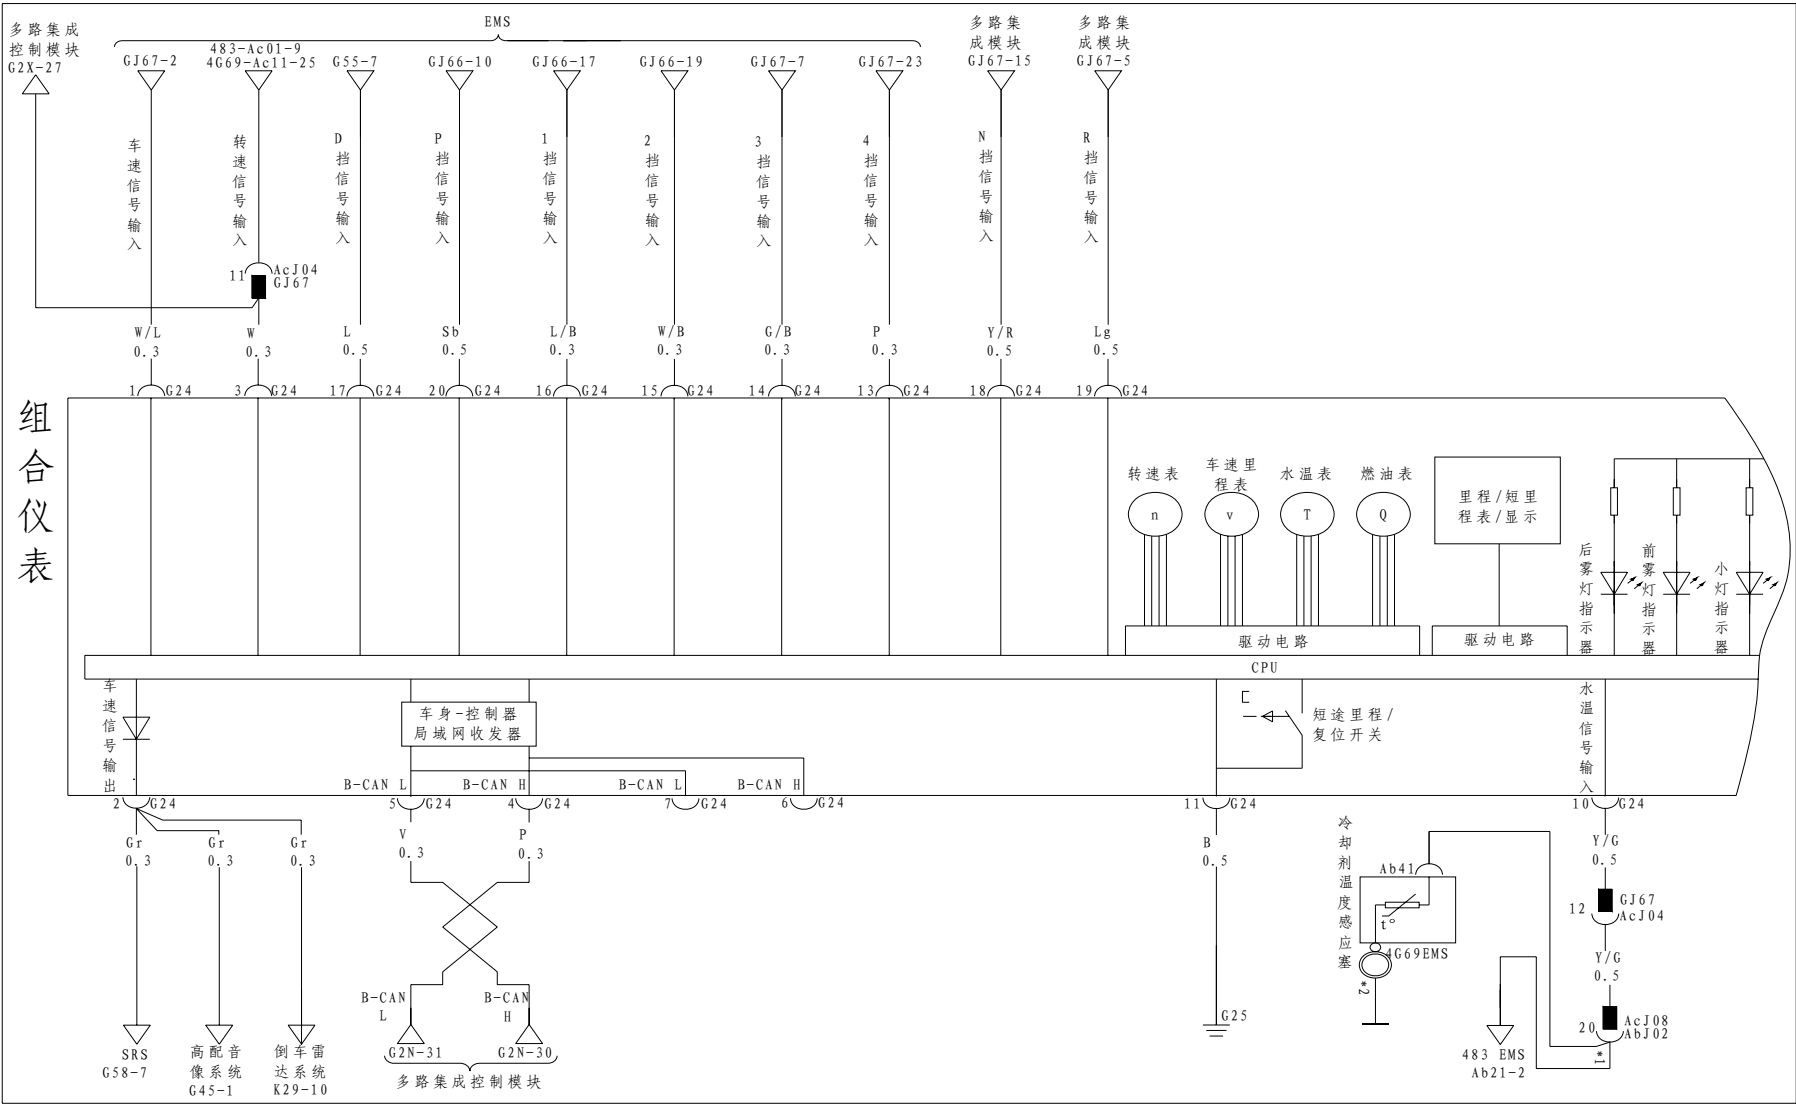 多路集成
控制模块
G2X-27
EMS
GJ67-2
483-Ac01-9
4G69-Ac11-25
G55-7
GJ66-10
GJ66-17
GJ66-19
GJ67-7
GJ67-23
多路集
成模块
GJ67-15
多路集
成模块
GJ67-5
车速信号输入
转速信号输入
D挡信号输入
P挡信号输入
1挡信号输入
2挡信号输入
3挡信号输入
4挡信号输入
N挡信号输入
R挡信号输入
11
AcJ04
GJ67
W/L
0.3
W
0.3
L
0.5
Sb
0.5
L/B
0.3
W/B
0.3
G/B
0.3
P
0.3
Y/R
0.5
Lg
0.5
1 G24
3 G24
17 G24
20 G24
16 G24
15 G24
14 G24
13 G24
18 G24
19 G24
组合仪表
转速表
车速里
程表
水温表
燃油表
n
v
T
Q
里程/短里
程表/显示
后雾灯指示器
前雾灯指示器
小灯指示器
驱动电路
驱动电路
CPU
车速信号输出
车身-控制器
局域网收发器
短途里程/
复位开关
水温信号输入
B-CAN L
B-CAN H
B-CAN L
B-CAN H
2 G24
5 G24
4 G24
7 G24
6 G24
11 G24
10 G24
Gr
0.3
Gr
0.3
Gr
0.3
V
0.3
P
0.3
B
0.5
Y/G
0.5
冷却剂温度感应塞
Ab41
t°
4G69EMS
*2
12
GJ67
AcJ04
Y/G
0.5
20
AcJ08
AbJ02
*1
B-CAN
L
B-CAN
H
G25
SRS
G58-7
高配音
像系统
G45-1
倒车雷
达系统
K29-10
G2N-31
G2N-30
多路集成控制模块
483 EMS
Ab21-2